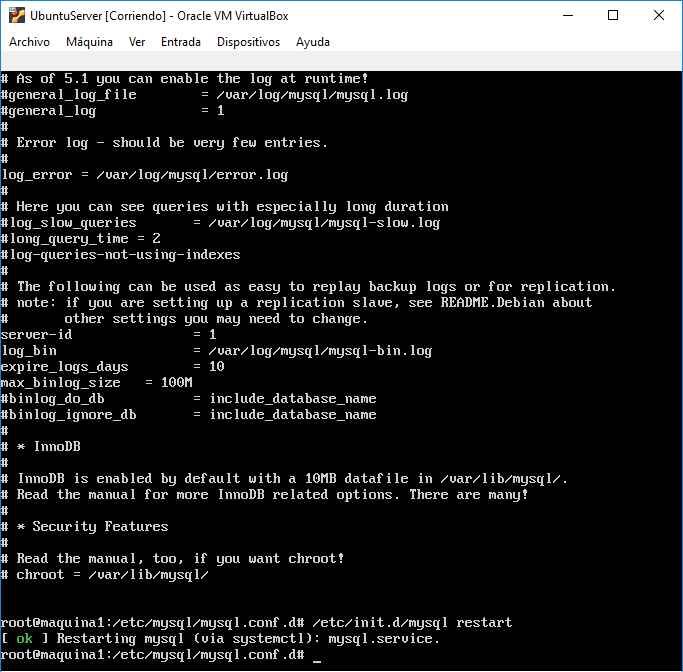 UbuntuServer [Corriendo] - Oracle VM VirtualBox
Archivo Máquina Ver Entrada Dispositivos Ayuda
# As of 5.1 you can enable the log at runtime!
#general_log_file        = /var/log/mysql/mysql.log
#general_log             = 1
#
# Error log - should be very few entries.
#
log_error = /var/log/mysql/error.log
#
# Here you can see queries with especially long duration
#log_slow_queries       = /var/log/mysql/mysql-slow.log
#long_query_time = 2
#log-queries-not-using-indexes
#
# The following can be used as easy to replay backup logs or for replication.
# note: if you are setting up a replication slave, see README.Debian about
#       other settings you may need to change.
server-id               = 1
log_bin                 = /var/log/mysql/mysql-bin.log
expire_logs_days        = 10
max_binlog_size   = 100M
#binlog_do_db           = include_database_name
#binlog_ignore_db       = include_database_name
#
# * InnoDB
#
# InnoDB is enabled by default with a 10MB datafile in /var/lib/mysql/.
# Read the manual for more InnoDB related options. There are many!
#
# * Security Features
#
# Read the manual, too, if you want chroot!
# chroot = /var/lib/mysql/
root@maquina1:/etc/mysql/mysql.conf.d# /etc/init.d/mysql restart
[ ok ] Restarting mysql (via systemctl): mysql.service.
root@maquina1:/etc/mysql/mysql.conf.d# _